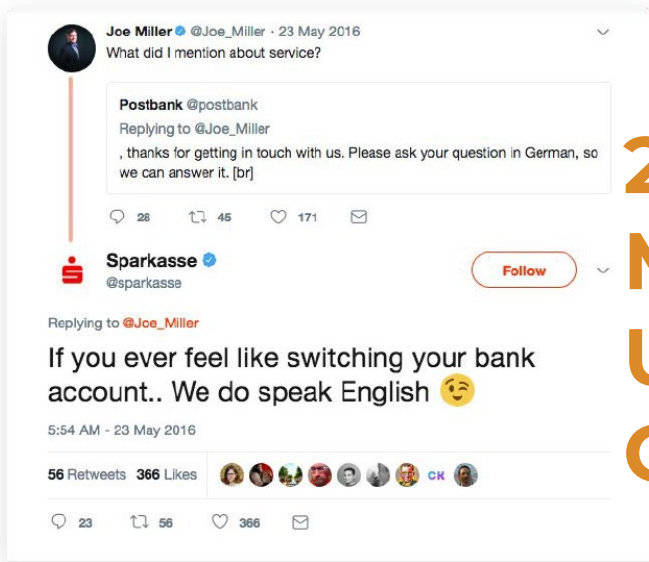 Joe Miller @Joe_Miller · 23 May 2016
What did I mention about service?
Postbank @postbank
Replying to @Joe_Miller
, thanks for getting in touch with us. Please ask your question in German, so
we can answer it. [br]
28 45 171
Sparkasse
@sparkasse
Follow
Replying to @Joe_Miller
If you ever feel like switching your bank
account.. We do speak English 😉
5:54 AM - 23 May 2016
56 Retweets 366 Likes
CK
23 56 366
2